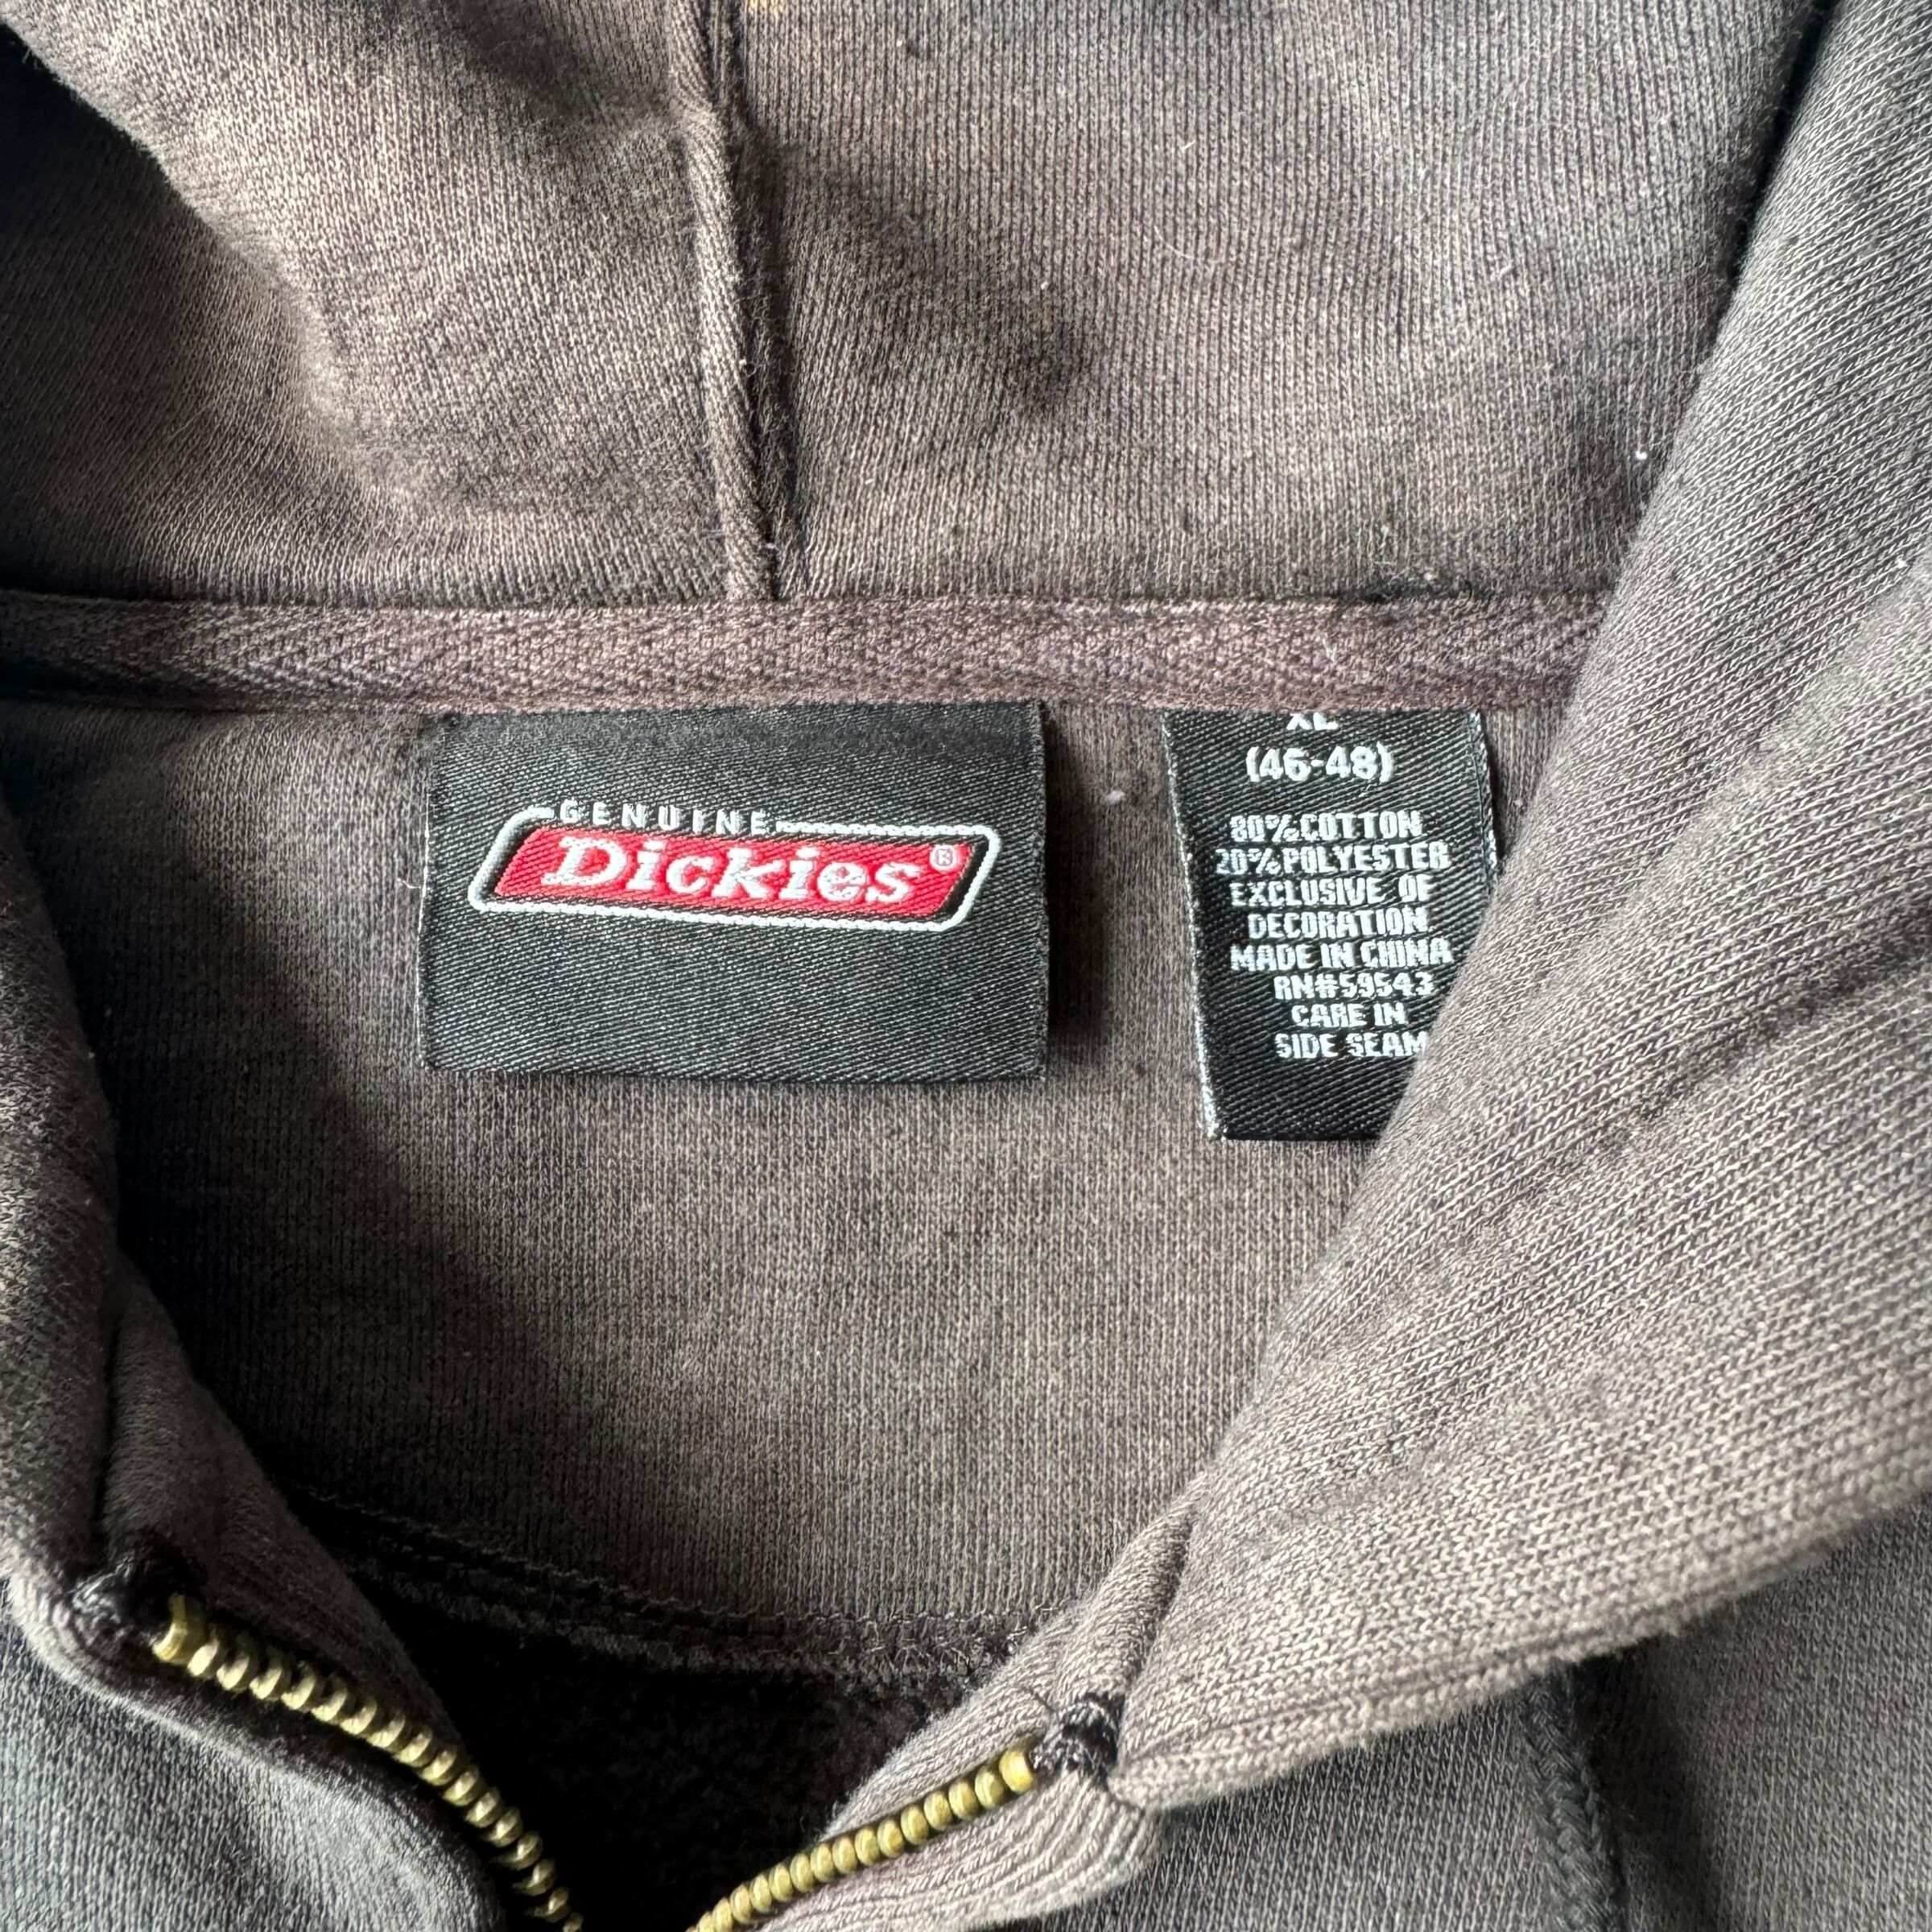 GENUINE
Dickies®
XL
(46-48)
80%COTTON
20%POLYESTER
EXCLUSIVE OF
DECORATION
MADE IN CHINA
RN#59543
CARE IN
SIDE SEAM